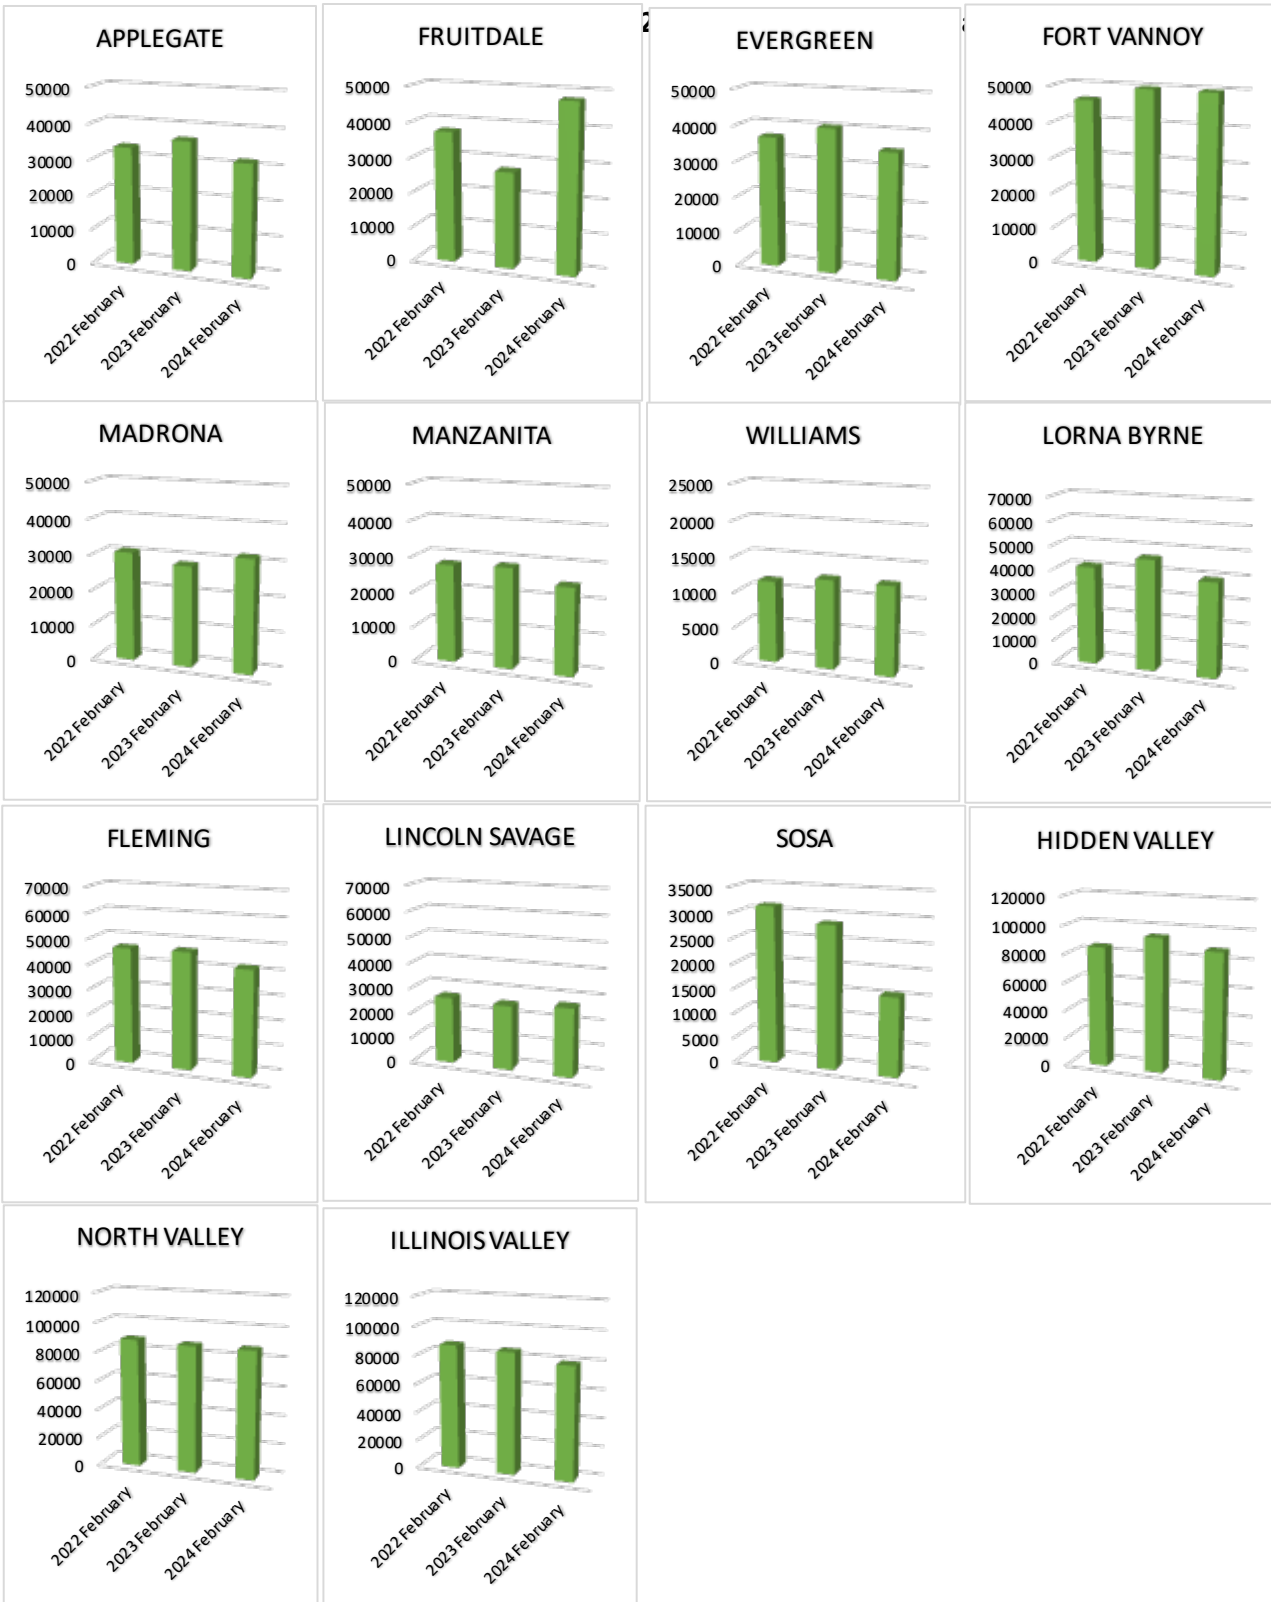 APPLEGATE
50000
40000
30000
20000
10000
0
2022 February
2023 February
2024 February
FRUITDALE
50000
40000
30000
20000
10000
0
2022 February
2023 February
2024 February
2
EVERGREEN
50000
40000
30000
20000
10000
0
2022 February
2023 February
2024 February
FORT VANNOY
50000
40000
30000
20000
10000
0
2022 February
2023 February
2024 February
MADRONA
50000
40000
30000
20000
10000
0
2022 February
2023 February
2024 February
MANZANITA
50000
40000
30000
20000
10000
0
2022 February
2023 February
2024 February
WILLIAMS
25000
20000
15000
10000
5000
0
2022 February
2023 February
2024 February
LORNA BYRNE
70000
60000
50000
40000
30000
20000
10000
0
2022 February
2023 February
2024 February
FLEMING
70000
60000
50000
40000
30000
20000
10000
0
2022 February
2023 February
2024 February
LINCOLN SAVAGE
70000
60000
50000
40000
30000
20000
10000
0
2022 February
2023 February
2024 February
SOSA
35000
30000
25000
20000
15000
10000
5000
0
2022 February
2023 February
2024 February
HIDDEN VALLEY
120000
100000
80000
60000
40000
20000
0
2022 February
2023 February
2024 February
NORTH VALLEY
120000
100000
80000
60000
40000
20000
0
2022 February
2023 February
2024 February
ILLINOIS VALLEY
120000
100000
80000
60000
40000
20000
0
2022 February
2023 February
2024 February